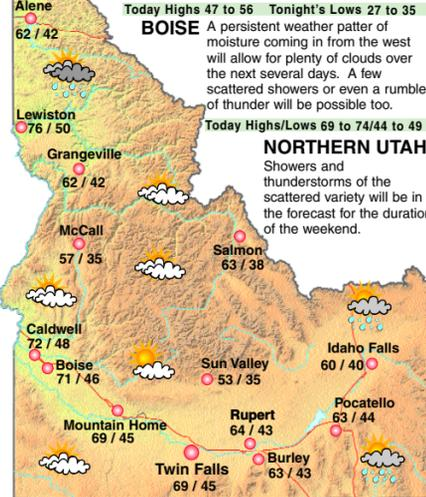 Today Highs 47 to 56 Tonight's Lows 27 to 35
BOISE A persistent weather patter of
moisture coming in from the west
will allow for plenty of clouds over
the next several days. A few
scattered showers or even a rumble
of thunder will be possible too.
Today Highs/Lows 69 to 74/44 to 49
NORTHERN UTAH
Showers and
thunderstorms of the
scattered variety will be in
the forecast for the duratio
of the weekend.
Alene
62 / 42
Lewiston
76 / 50
Grangeville
62 / 42
McCall
57 / 35
Salmon
63 / 38
Caldwell
72 / 48
Boise
71 / 46
Sun Valley
53 / 35
Idaho Falls
60 / 40
Mountain Home
69 / 45
Rupert
64 / 43
Pocatello
63 / 44
Twin Falls
69 / 45
Burley
63 / 43